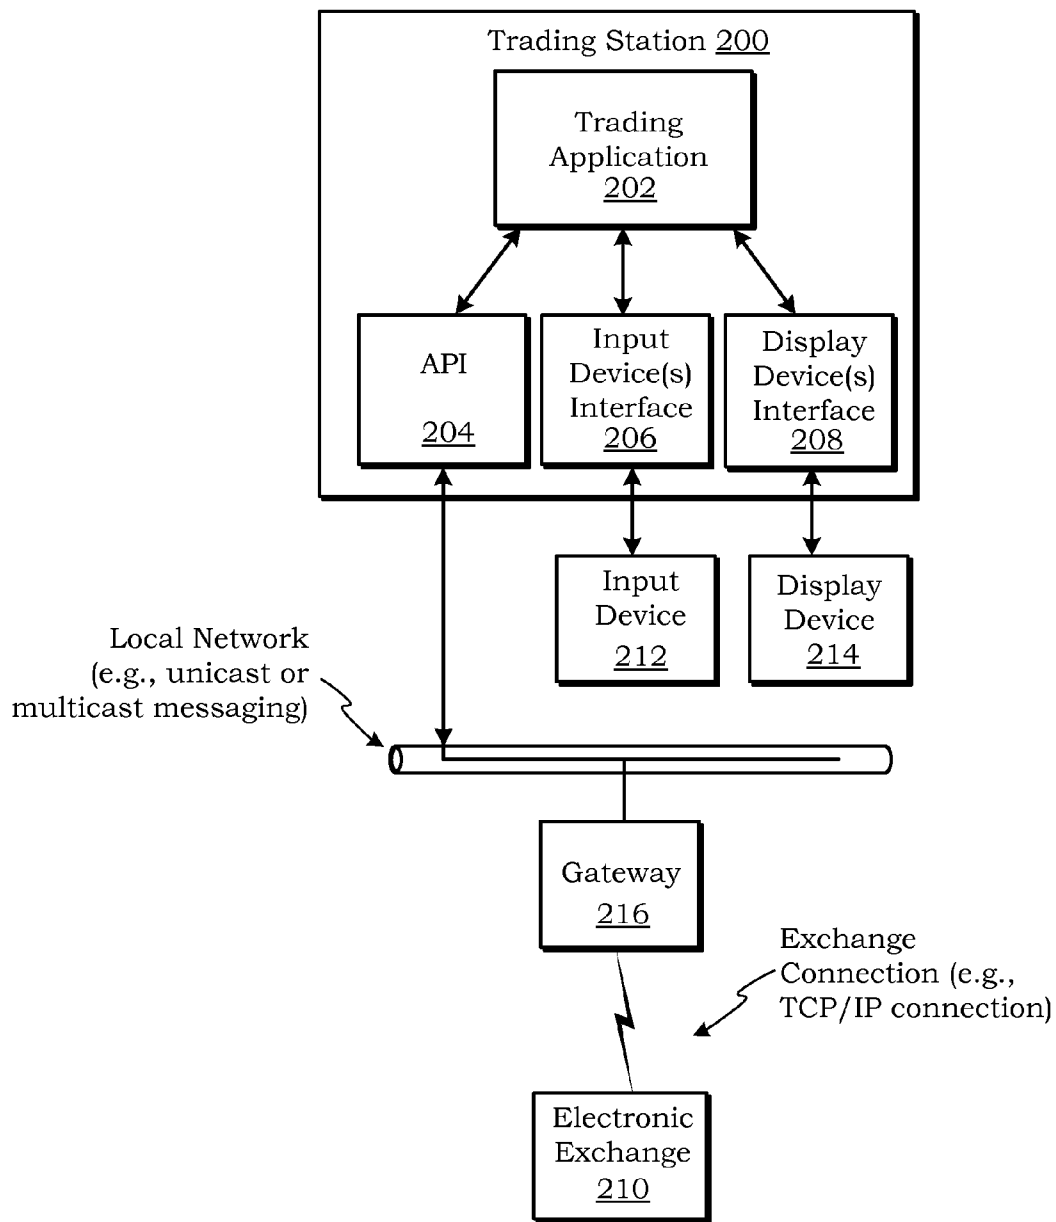 Trading Station 200
Trading
Application
202
API
204
Input
Device(s)
Interface
206
Display
Device(s)
Interface
208
Input
Device
212
Display
Device
214
Local Network
(e.g., unicast or
multicast messaging)
Gateway
216
Exchange
Connection (e.g.,
TCP/IP connection)
Electronic
Exchange
210